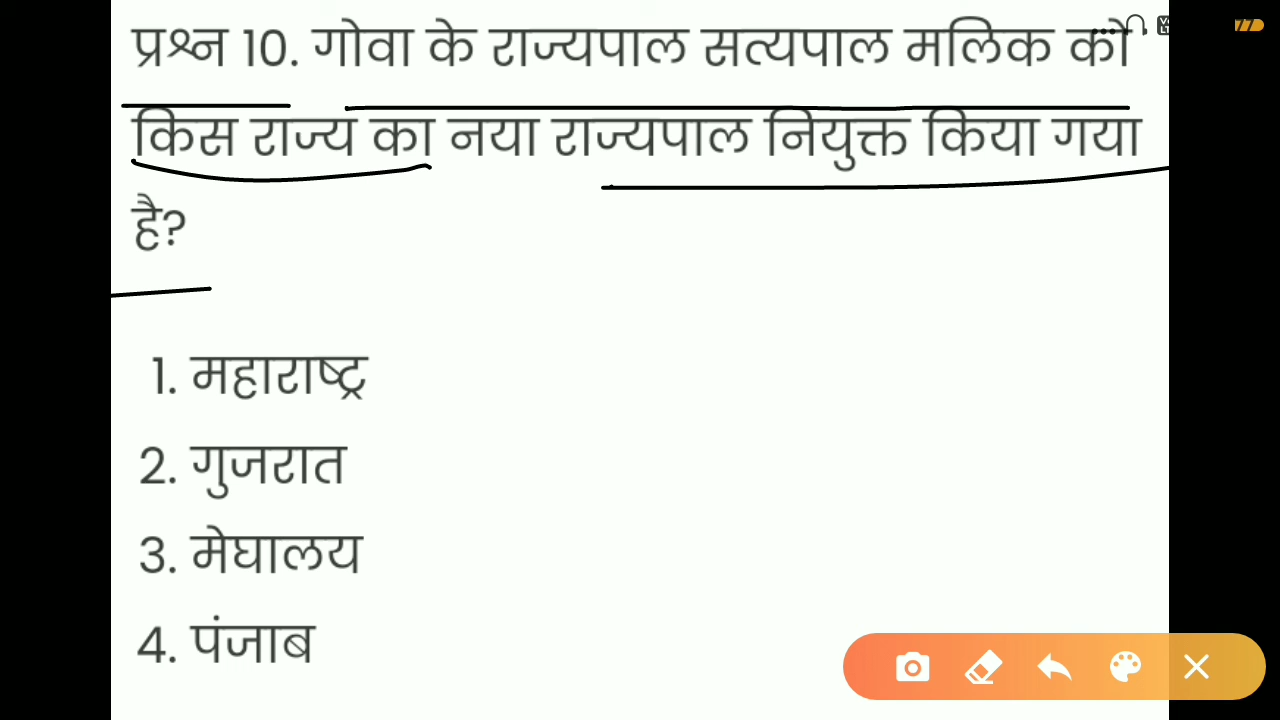 प्रश्न 10. गोवा के राज्यपाल सत्यपाल मलिक को
किस राज्य का नया राज्यपाल नियुक्त किया गया
है?
1. महाराष्ट्र
2. गुजरात
3. मेघालय
4. पंजाब